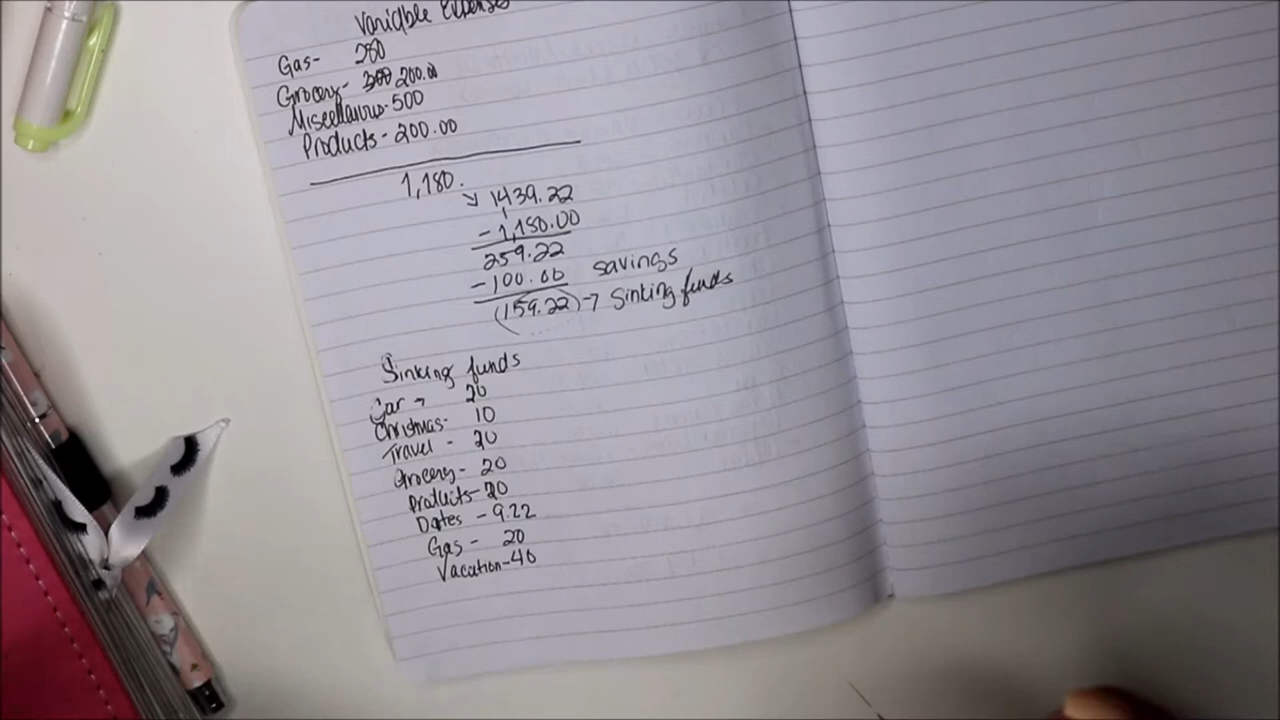 Variable Expenses
Gas- 280
Grocery- 300 200.00
Miscellanous-500
Products-200.00
1,180.
→ 1439.22
-1,180.00
259.22
-100.00 savings
(159.22)→ Sinking funds
Sinking funds
Car → 20
Christmas- 10
Travel - 20
Grocery- 20
Products-20
Dates -9.22
Gas- 20
Vacation-40